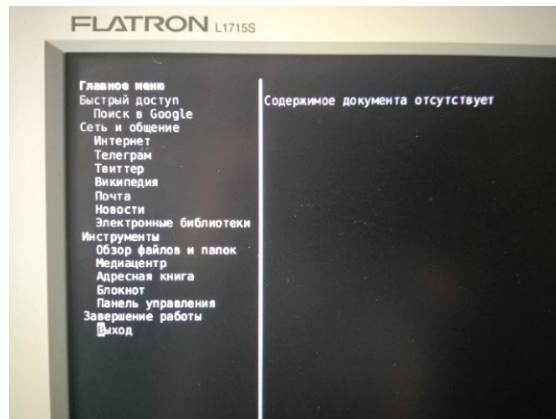 FLATRON L1715S
Главное меню
Быстрый доступ
Поиск в Google
Сеть и общение
Интернет
Телеграм
Твиттер
Википедия
Почта
Новости
Электронные библиотеки
Инструменты
Обзор файлов и папок
Медиацентр
Адресная книга
Блокнот
Панель управления
Завершение работы
Выход
Содержимое документа отсутствует